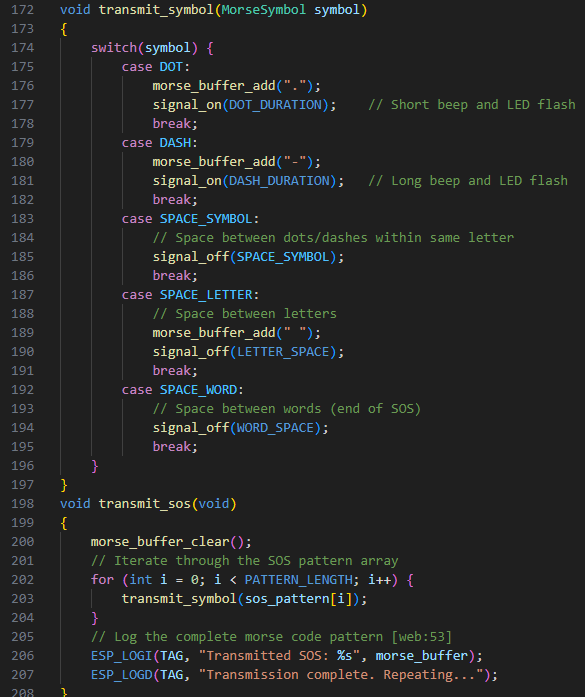 172 void transmit_symbol(MorseSymbol symbol)
173 {
174     switch(symbol) {
175         case DOT:
176             morse_buffer_add(".");
177             signal_on(DOT_DURATION);    // Short beep and LED flash
178             break;
179         case DASH:
180             morse_buffer_add("-");
181             signal_on(DASH_DURATION);   // Long beep and LED flash
182             break;
183         case SPACE_SYMBOL:
184             // Space between dots/dashes within same letter
185             signal_off(SPACE_SYMBOL);
186             break;
187         case SPACE_LETTER:
188             // Space between letters
189             morse_buffer_add(" ");
190             signal_off(LETTER_SPACE);
191             break;
192         case SPACE_WORD:
193             // Space between words (end of SOS)
194             signal_off(WORD_SPACE);
195             break;
196     }
197 }
198 void transmit_sos(void)
199 {
200     morse_buffer_clear();
201     // Iterate through the SOS pattern array
202     for (int i = 0; i < PATTERN_LENGTH; i++) {
203         transmit_symbol(sos_pattern[i]);
204     }
205     // Log the complete morse code pattern [web:53]
206     ESP_LOGI(TAG, "Transmitted SOS: %s", morse_buffer);
207     ESP_LOGD(TAG, "Transmission complete. Repeating...");
208 }